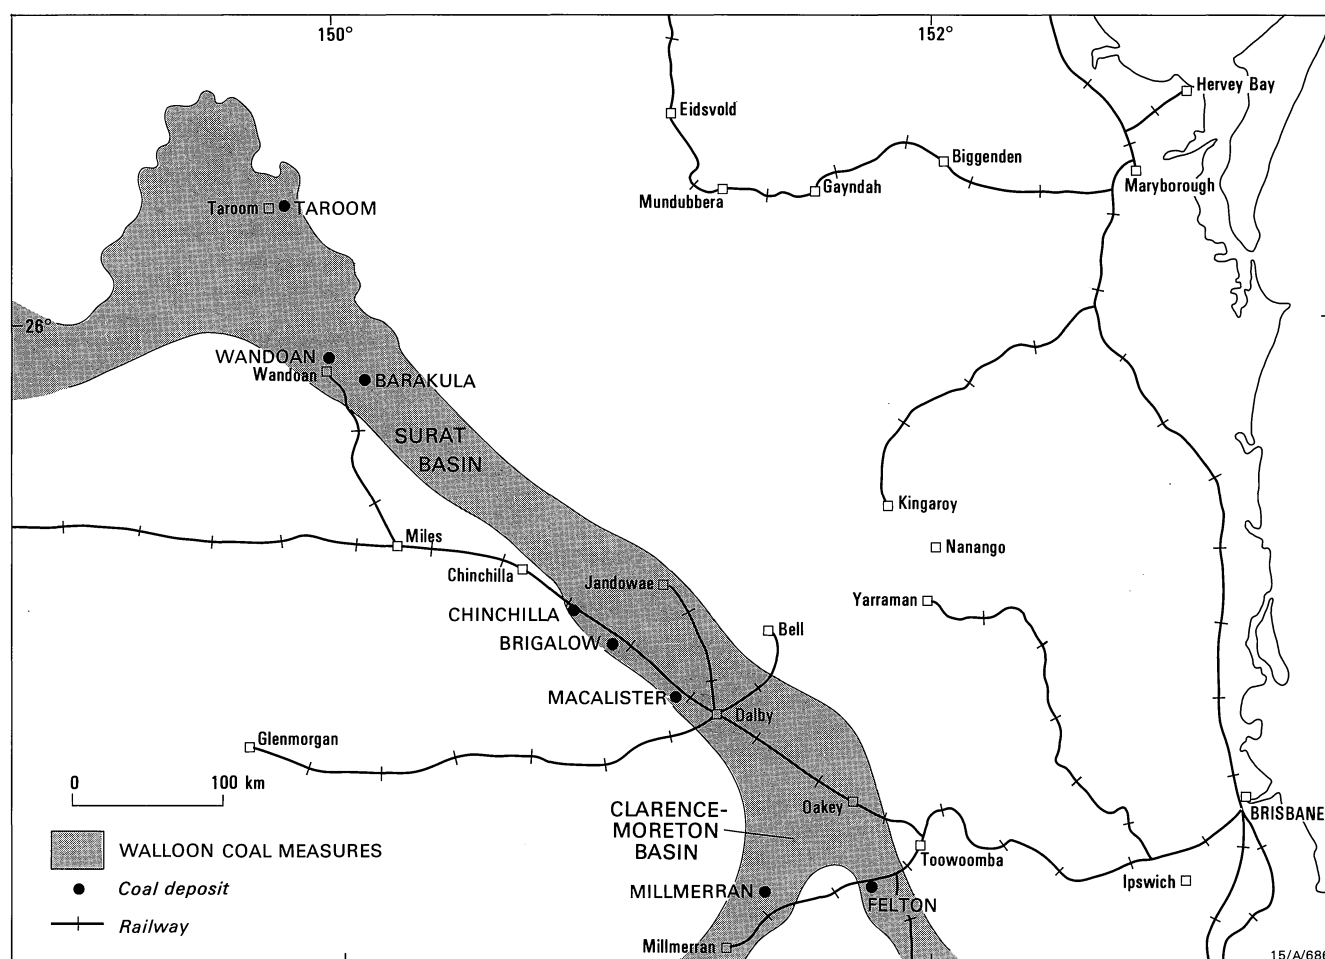 150°
152°
Hervey Bay
Eidsvold
Biggenden
Maryborough
Gayndah
Mundubbera
Taroom
TAROOM
26°
WANDOAN
Wandoan
BARAKULA
SURAT
BASIN
Kingaroy
Miles
Nanango
Chinchilla
Jandowae
Yarraman
CHINCHILLA
Bell
BRIGALOW
MACALISTER
Dalby
Glenmorgan
0 100 km
Oakey
CLARENCE-
MORETON
BASIN
BRISBANE
WALLOON COAL MEASURES
Toowoomba
Coal deposit
MILLMERRAN
Ipswich
FELTON
Railway
Millmerran
15/A/686